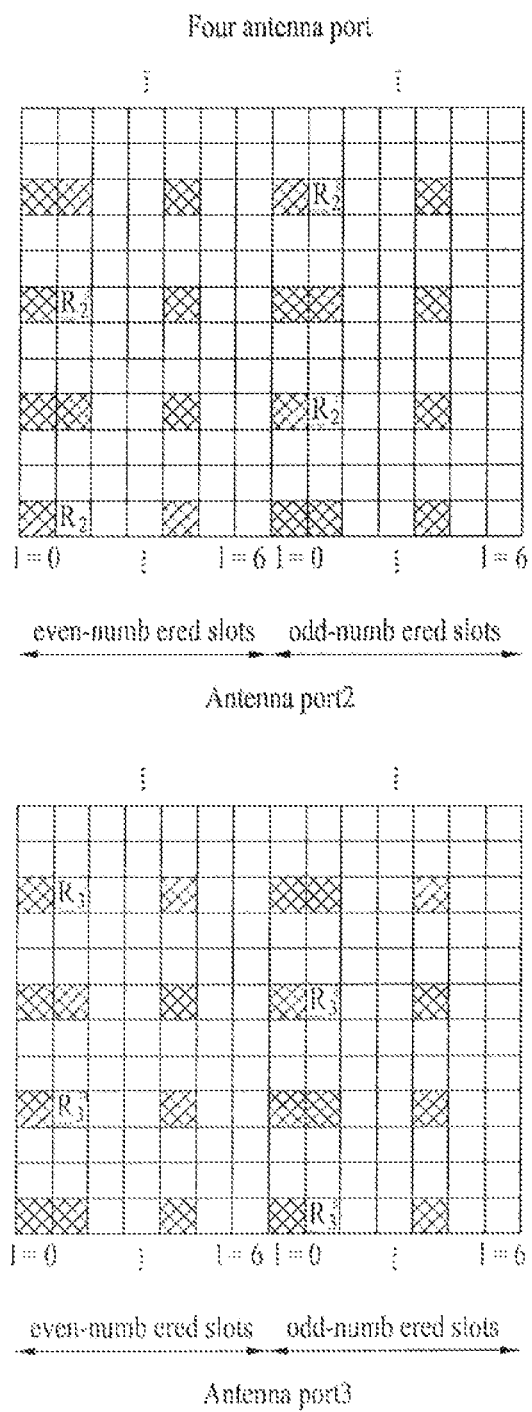 Four antenna port
R2
R2
R2
R2
l = 0 l = 6 l = 0 l = 6
even-numb ered slots odd-numb ered slots
Antenna port2
R3
R3
R3
R3
l = 0 l = 6 l = 0 l = 6
even-numb ered slots odd-numb ered slots
Antenna port3